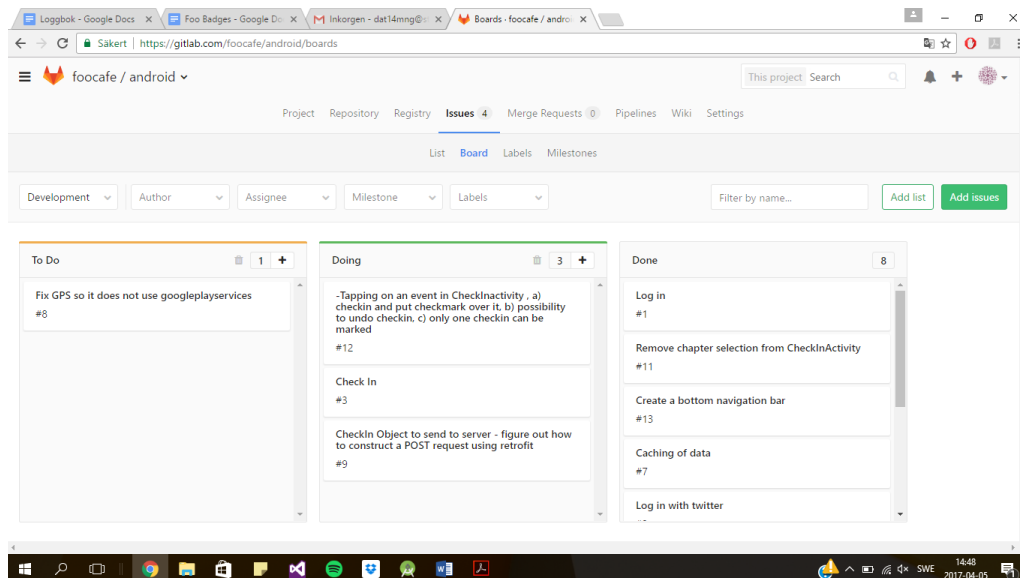 Loggbok - Google Docs
Foo Badges - Google Do
Inkorgen - dat14mng@s
Boards · foocafe / androi
Säkert | https://gitlab.com/foocafe/android/boards
foocafe / android
This project Search
Project Repository Registry Issues 4 Merge Requests 0 Pipelines Wiki Settings
List Board Labels Milestones
Development Author Assignee Milestone Labels Filter by name... Add list Add issues
To Do 1
Fix GPS so it does not use googleplayservices
#8
Doing 3
-Tapping on an event in CheckInactivity , a)
checkin and put checkmark over it, b) possibility
to undo checkin, c) only one checkin can be
marked
#12
Check In
#3
CheckIn Object to send to server - figure out how
to construct a POST request using retrofit
#9
Done 8
Log in
#1
Remove chapter selection from CheckInActivity
#11
Create a bottom navigation bar
#13
Caching of data
#7
Log in with twitter
SWE
14:48
2017-04-05